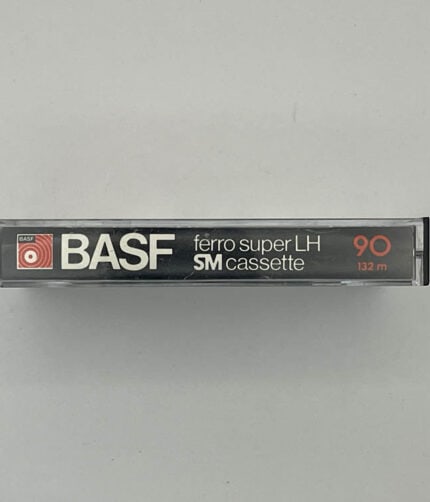 BASF
BASF
ferro super LH
SM cassette
90
132 m